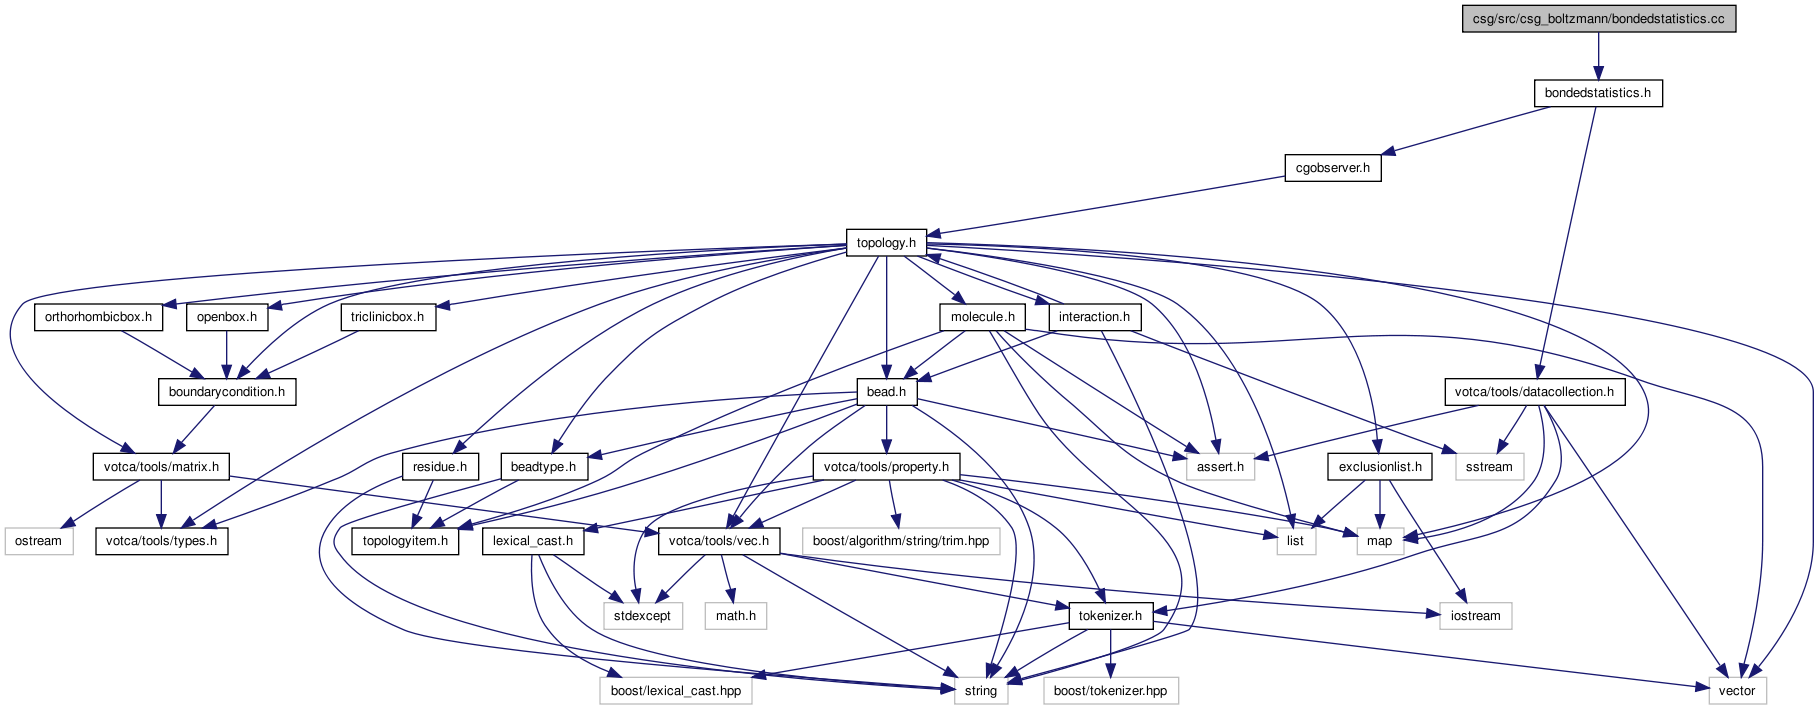 csg/src/csg_boltzmann/bondedstatistics.cc
bondedstatistics.h
cgobserver.h
topology.h
orthorhombicbox.h
openbox.h
triclinicbox.h
molecule.h
interaction.h
boundarycondition.h
bead.h
votca/tools/datacollection.h
votca/tools/matrix.h
residue.h
beadtype.h
votca/tools/property.h
assert.h
exclusionlist.h
sstream
ostream
votca/tools/types.h
topologyitem.h
lexical_cast.h
votca/tools/vec.h
boost/algorithm/string/trim.hpp
list
map
stdexcept
math.h
tokenizer.h
iostream
boost/lexical_cast.hpp
string
boost/tokenizer.hpp
vector